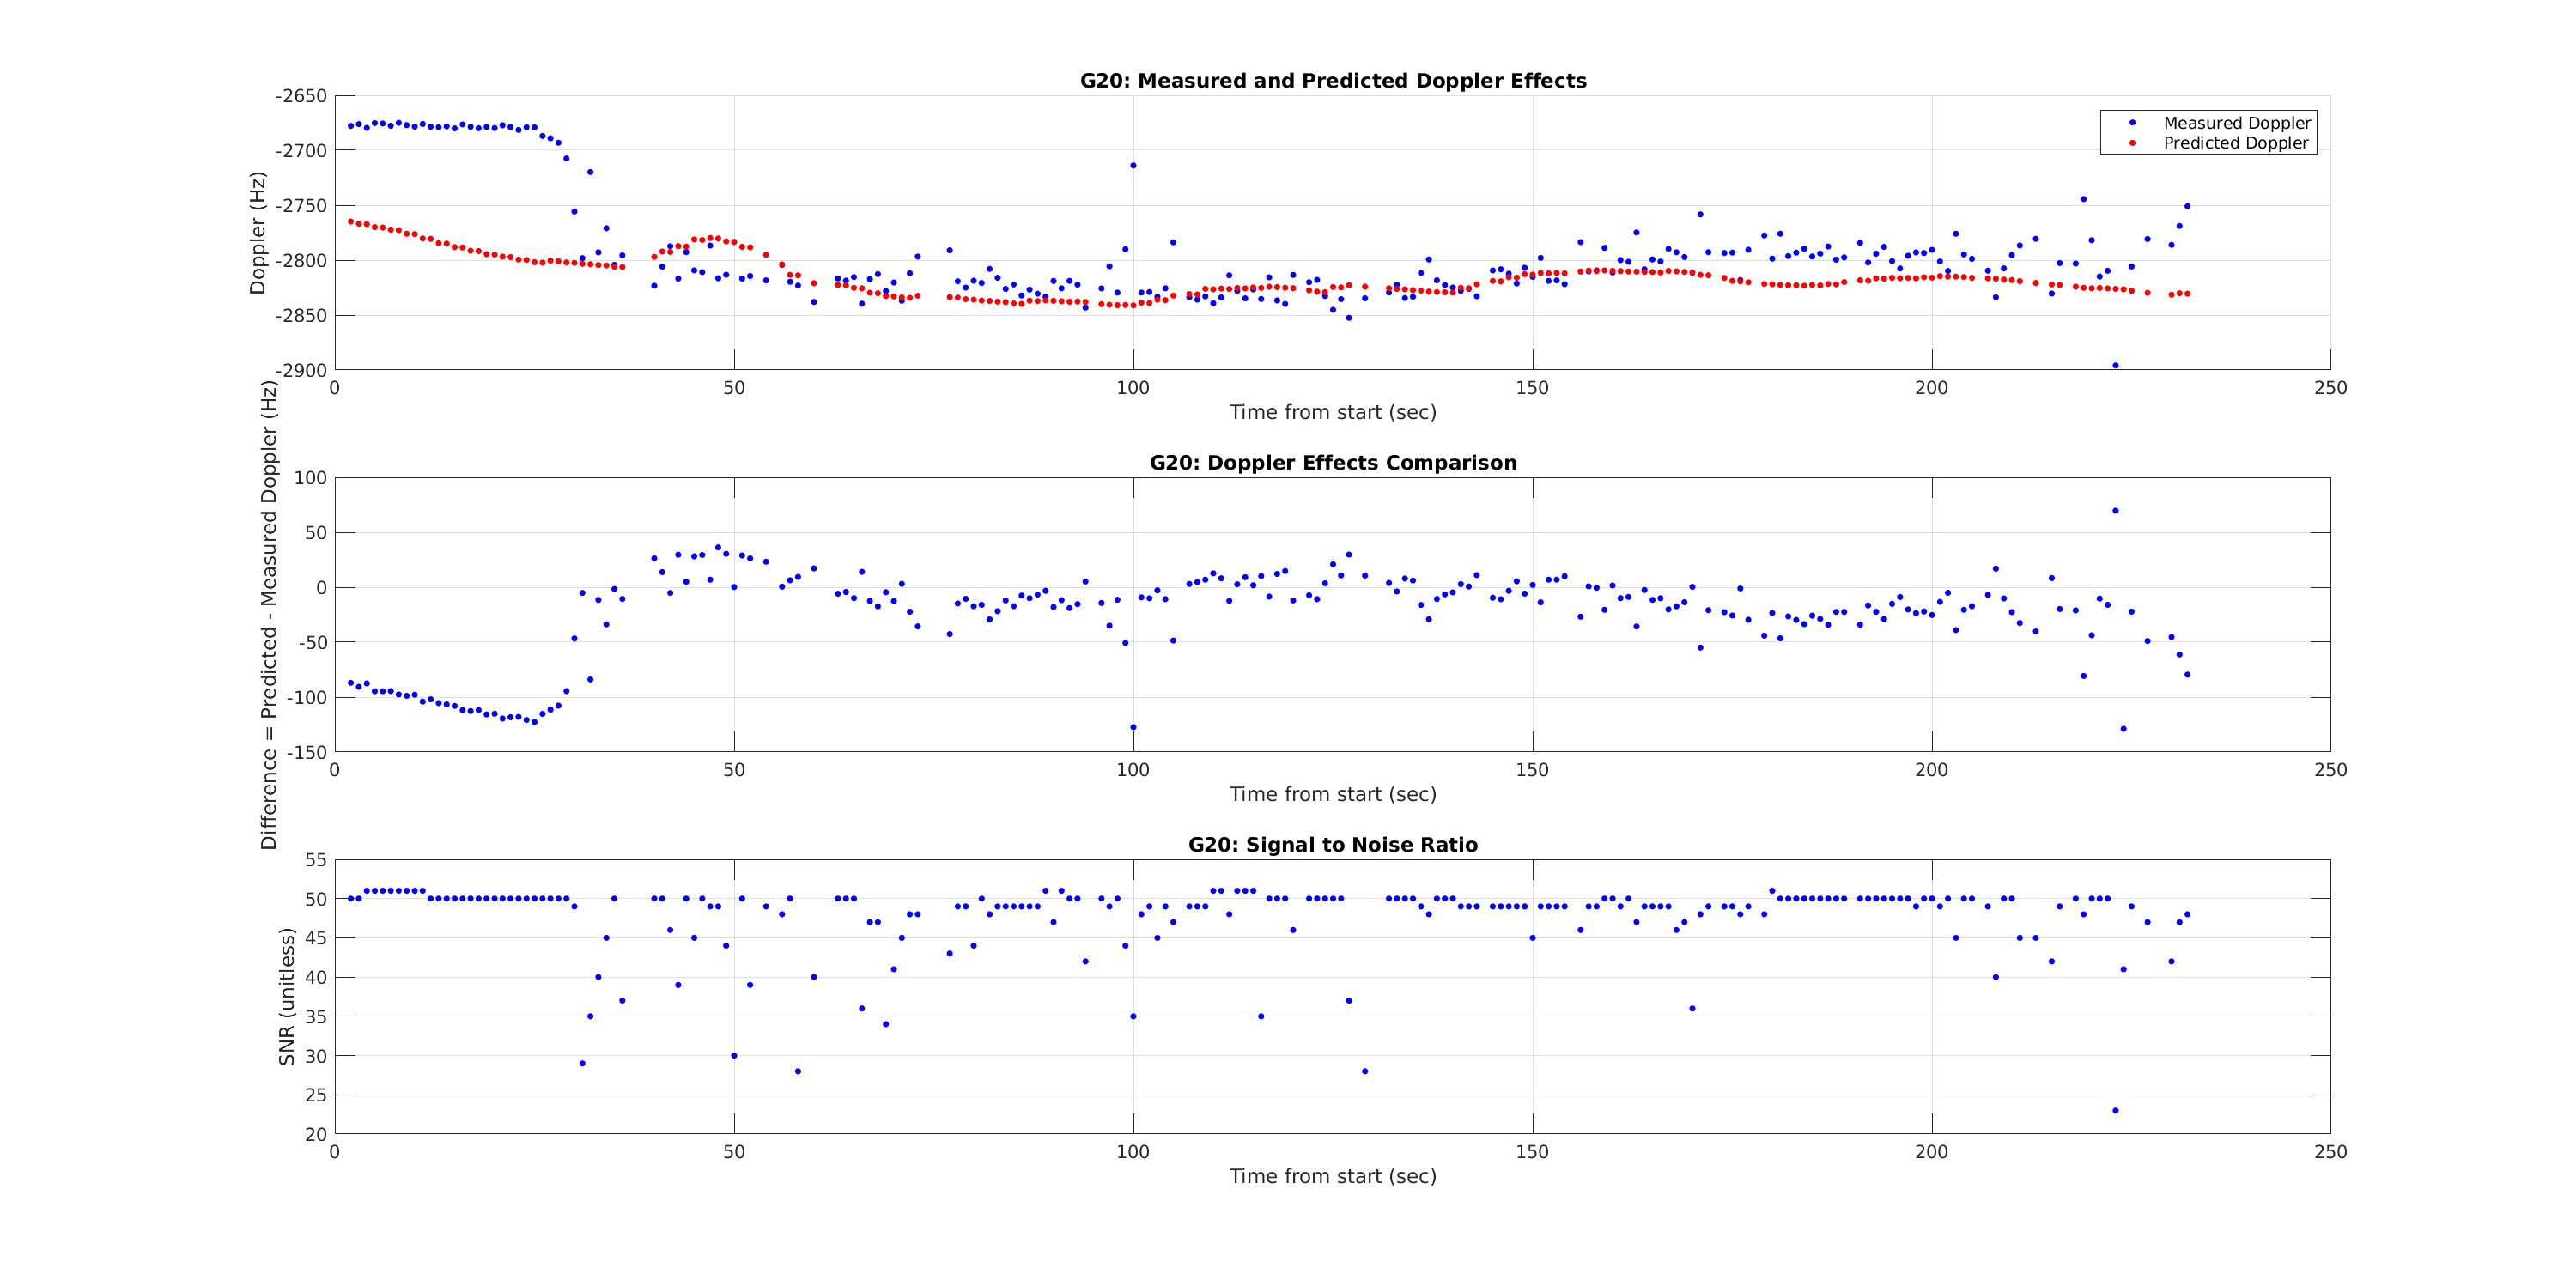 G20: Measured and Predicted Doppler Effects
-2650
-2700
-2750
-2800
-2850
-2900
Doppler (Hz)
Measured Doppler
Predicted Doppler
0 50 100 150 200 250
Time from start (sec)
G20: Doppler Effects Comparison
100
50
0
-50
-100
-150
Difference = Predicted - Measured Doppler (Hz)
0 50 100 150 200 250
Time from start (sec)
G20: Signal to Noise Ratio
55
50
45
40
35
30
25
20
SNR (unitless)
0 50 100 150 200 250
Time from start (sec)